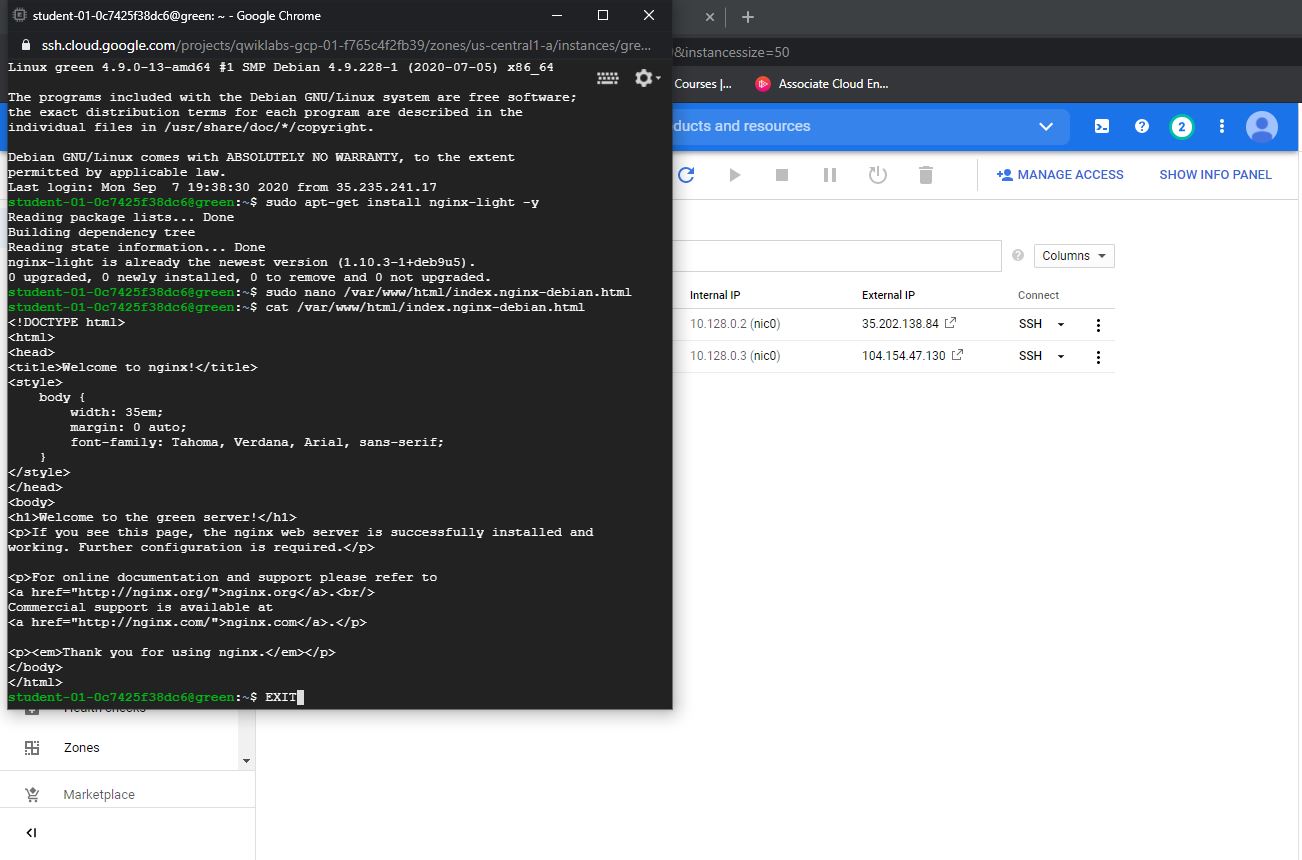 student-01-0c7425f38dc6@green: ~ - Google Chrome
ssh.cloud.google.com/projects/qwiklabs-gcp-01-f765c4f2fb39/zones/us-central1-a/instances/gre...
Linux green 4.9.0-13-amd64 #1 SMP Debian 4.9.228-1 (2020-07-05) x86_64
The programs included with the Debian GNU/Linux system are free software;
the exact distribution terms for each program are described in the
individual files in /usr/share/doc/*/copyright.
Debian GNU/Linux comes with ABSOLUTELY NO WARRANTY, to the extent
permitted by applicable law.
Last login: Mon Sep  7 19:38:30 2020 from 35.235.241.17
student-01-0c7425f38dc6@green:~$ sudo apt-get install nginx-light -y
Reading package lists... Done
Building dependency tree
Reading state information... Done
nginx-light is already the newest version (1.10.3-1+deb9u5).
0 upgraded, 0 newly installed, 0 to remove and 0 not upgraded.
student-01-0c7425f38dc6@green:~$ sudo nano /var/www/html/index.nginx-debian.html
student-01-0c7425f38dc6@green:~$ cat /var/www/html/index.nginx-debian.html
<!DOCTYPE html>
<html>
<head>
<title>Welcome to nginx!</title>
<style>
    body {
        width: 35em;
        margin: 0 auto;
        font-family: Tahoma, Verdana, Arial, sans-serif;
    }
</style>
</head>
<body>
<h1>Welcome to the green server!</h1>
<p>If you see this page, the nginx web server is successfully installed and
working. Further configuration is required.</p>
<p>For online documentation and support please refer to
<a href="http://nginx.org/">nginx.org</a>.<br/>
Commercial support is available at
<a href="http://nginx.com/">nginx.com</a>.</p>
<p><em>Thank you for using nginx.</em></p>
</body>
</html>
student-01-0c7425f38dc6@green:~$ EXIT
&instancessize=50
Courses |...
Associate Cloud En...
ducts and resources
2
MANAGE ACCESS
SHOW INFO PANEL
Columns
Internal IP External IP Connect
10.128.0.2 (nic0) 35.202.138.84 SSH
10.128.0.3 (nic0) 104.154.47.130 SSH
Health checks
Zones
Marketplace